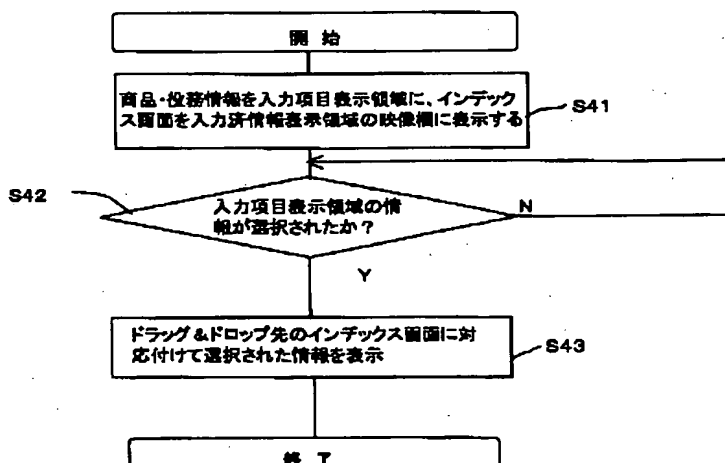 開 始
商品・役務情報を入力項目表示領域に、インデック
ス画面を入力済情報表示領域の映像欄に表示する
S41
S42
入力項目表示領域の情
報が選択されたか？
N
Y
ドラッグ&ドロップ先のインデックス画面に対
応付けて選択された情報を表示
S43
終 了